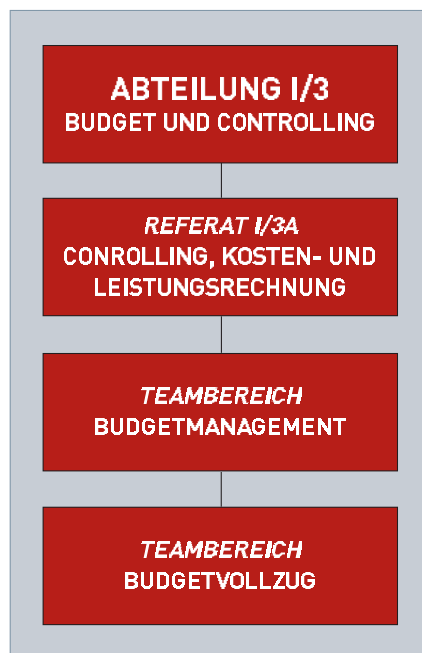 ABTEILUNG I/3
BUDGET UND CONTROLLING
REFERAT I/3A
CONROLLING, KOSTEN- UND
LEISTUNGSRECHNUNG
TEAMBEREICH
BUDGETMANAGEMENT
TEAMBEREICH
BUDGETVOLLZUG